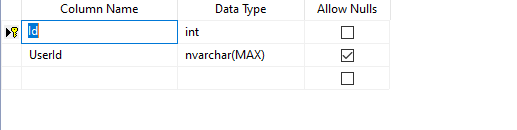 Column Name Data Type Allow Nulls
Id int
UserId nvarchar(MAX)